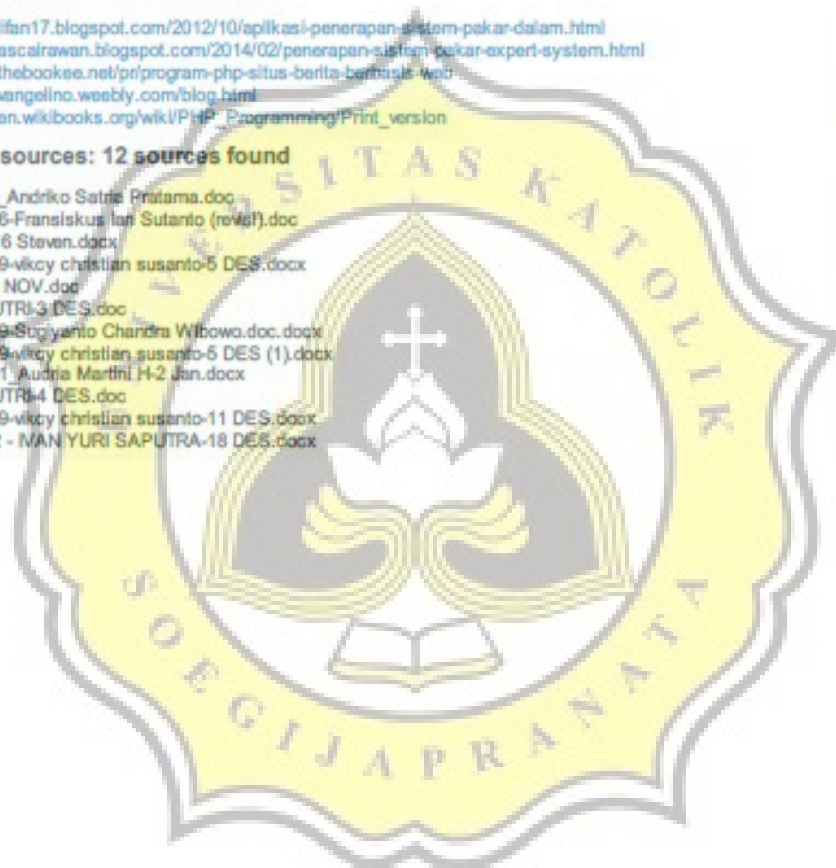 lifan17.blogspot.com/2012/10/aplikasi-penerapan-sistem-pakar-dalam.html
ascalrawan.blogspot.com/2014/02/penerapan-sistem-pakar-expert-system.html
thebookee.net/pr/program-php-situs-berita-berbasis-web
vangelino.weebly.com/blog.html
en.wikibooks.org/wiki/PHP_Programming/Print_version
sources: 12 sources found
_Andriko Satria Pratama.doc
6-Fransiskus Ian Sutanto (revisi).doc
6 Steven.docx
9-vikcy christian susanto-5 DES.docx
NOV.doc
UTRI-3 DES.doc
9-Sugiyanto Chandra Wibowo.doc.docx
9-vikcy christian susanto-5 DES (1).docx
1_Audria Martini H-2 Jan.docx
UTRI-4 DES.doc
9-vikcy christian susanto-11 DES.docx
- IVAN YURI SAPUTRA-18 DES.docx
UNIVERSITAS KATOLIK
SOEGIJAPRANATA